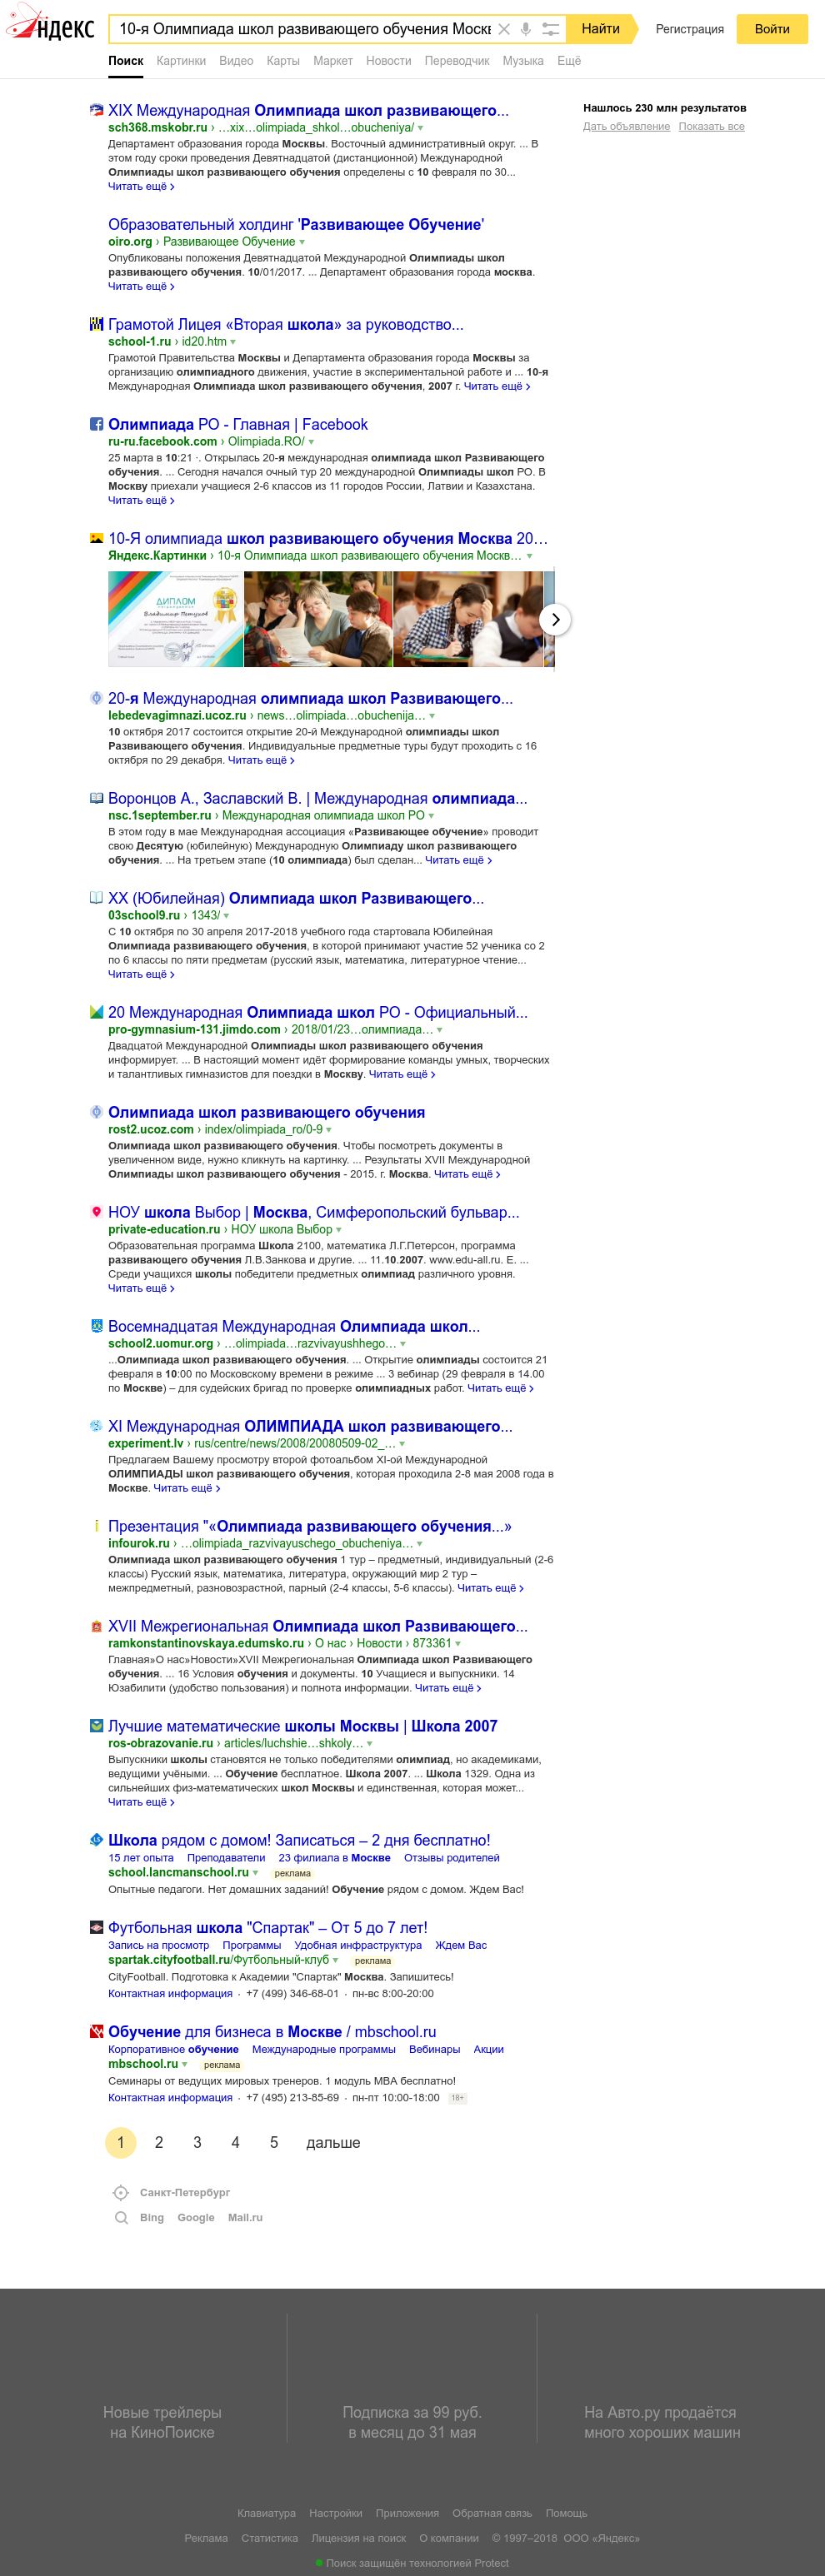 Яндекс
10-я Олимпиада школ развивающего обучения Москв
Найти
Регистрация
Войти
Поиск Картинки Видео Карты Маркет Новости Переводчик Музыка Ещё
Нашлось 230 млн результатов
Дать объявление Показать все
XIX Международная Олимпиада школ развивающего...
sch368.mskobr.ru › …xix…olimpiada_shkol…obucheniya/
Департамент образования города Москвы. Восточный административный округ. ... В
этом году сроки проведения Девятнадцатой (дистанционной) Международной
Олимпиады школ развивающего обучения определены с 10 февраля по 30...
Читать ещё
Образовательный холдинг 'Развивающее Обучение'
oiro.org › Развивающее Обучение
Опубликованы положения Девятнадцатой Международной Олимпиады школ
развивающего обучения. 10/01/2017. ... Департамент образования города москва.
Читать ещё
Грамотой Лицея «Вторая школа» за руководство...
school-1.ru › id20.htm
Грамотой Правительства Москвы и Департамента образования города Москвы за
организацию олимпиадного движения, участие в экспериментальной работе и ... 10-я
Международная Олимпиада школ развивающего обучения, 2007 г. Читать ещё
Олимпиада РО - Главная | Facebook
ru-ru.facebook.com › Olimpiada.RO/
25 марта в 10:21 ·. Открылась 20-я международная олимпиада школ Развивающего
обучения. ... Сегодня начался очный тур 20 международной Олимпиады школ РО. В
Москву приехали учащиеся 2-6 классов из 11 городов России, Латвии и Казахстана.
Читать ещё
10-Я олимпиада школ развивающего обучения Москва 20…
Яндекс.Картинки › 10-я Олимпиада школ развивающего обучения Москв…
ДИПЛОМ
20-я Международная олимпиада школ Развивающего...
lebedevagimnazi.ucoz.ru › news…olimpiada…obuchenija…
10 октября 2017 состоится открытие 20-й Международной олимпиады школ
Развивающего обучения. Индивидуальные предметные туры будут проходить с 16
октября по 29 декабря. Читать ещё
Воронцов А., Заславский В. | Международная олимпиада...
nsc.1september.ru › Международная олимпиада школ РО
В этом году в мае Международная ассоциация «Развивающее обучение» проводит
свою Десятую (юбилейную) Международную Олимпиаду школ развивающего
обучения. ... На третьем этапе (10 олимпиада) был сделан... Читать ещё
XX (Юбилейная) Олимпиада школ Развивающего...
03school9.ru › 1343/
С 10 октября по 30 апреля 2017-2018 учебного года стартовала Юбилейная
Олимпиада развивающего обучения, в которой принимают участие 52 ученика со 2
по 6 классы по пяти предметам (русский язык, математика, литературное чтение...
Читать ещё
20 Международная Олимпиада школ РО - Официальный...
pro-gymnasium-131.jimdo.com › 2018/01/23…олимпиада…
Двадцатой Международной Олимпиады школ развивающего обучения
информирует. ... В настоящий момент идёт формирование команды умных, творческих
и талантливых гимназистов для поездки в Москву. Читать ещё
Олимпиада школ развивающего обучения
rost2.ucoz.com › index/olimpiada_ro/0-9
Олимпиада школ развивающего обучения. Чтобы посмотреть документы в
увеличенном виде, нужно кликнуть на картинку. ... Результаты XVII Международной
Олимпиады школ развивающего обучения - 2015. г. Москва. Читать ещё
НОУ школа Выбор | Москва, Симферопольский бульвар...
private-education.ru › НОУ школа Выбор
Образовательная программа Школа 2100, математика Л.Г.Петерсон, программа
развивающего обучения Л.В.Занкова и другие. ... 11.10.2007. www.edu-all.ru. Е. ...
Среди учащихся школы победители предметных олимпиад различного уровня.
Читать ещё
Восемнадцатая Международная Олимпиада школ...
school2.uomur.org › …olimpiada…razvivayushhego…
...Олимпиада школ развивающего обучения. ... Открытие олимпиады состоится 21
февраля в 10:00 по Московскому времени в режиме ... 3 вебинар (29 февраля в 14.00
по Москве) – для судейских бригад по проверке олимпиадных работ. Читать ещё
XI Международная ОЛИМПИАДА школ развивающего...
experiment.lv › rus/centre/news/2008/20080509-02_…
Предлагаем Вашему просмотру второй фотоальбом XI-ой Международной
ОЛИМПИАДЫ школ развивающего обучения, которая проходила 2-8 мая 2008 года в
Москве. Читать ещё
Презентация "«Олимпиада развивающего обучения...»
infourok.ru › …olimpiada_razvivayuschego_obucheniya…
Олимпиада школ развивающего обучения 1 тур – предметный, индивидуальный (2-6
классы) Русский язык, математика, литература, окружающий мир 2 тур –
межпредметный, разновозрастной, парный (2-4 классы, 5-6 классы). Читать ещё
XVII Межрегиональная Олимпиада школ Развивающего...
ramkonstantinovskaya.edumsko.ru › О нас › Новости › 873361
Главная»О нас»Новости»XVII Межрегиональная Олимпиада школ Развивающего
обучения. ... 16 Условия обучения и документы. 10 Учащиеся и выпускники. 14
Юзабилити (удобство пользования) и полнота информации. Читать ещё
Лучшие математические школы Москвы | Школа 2007
ros-obrazovanie.ru › articles/luchshie…shkoly…
Выпускники школы становятся не только победителями олимпиад, но академиками,
ведущими учёными. ... Обучение бесплатное. Школа 2007. ... Школа 1329. Одна из
сильнейших физ-математических школ Москвы и единственная, которая может...
Читать ещё
Школа рядом с домом! Записаться – 2 дня бесплатно!
15 лет опыта Преподаватели 23 филиала в Москве Отзывы родителей
school.lancmanschool.ru реклама
Опытные педагоги. Нет домашних заданий! Обучение рядом с домом. Ждем Вас!
Футбольная школа "Спартак" – От 5 до 7 лет!
Запись на просмотр Программы Удобная инфраструктура Ждем Вас
spartak.cityfootball.ru/Футбольный-клуб реклама
CityFootball. Подготовка к Академии "Спартак" Москва. Запишитесь!
Контактная информация · +7 (499) 346-68-01 · пн-вс 8:00-20:00
Обучение для бизнеса в Москве / mbschool.ru
Корпоративное обучение Международные программы Вебинары Акции
mbschool.ru реклама
Семинары от ведущих мировых тренеров. 1 модуль MBA бесплатно!
Контактная информация · +7 (495) 213-85-69 · пн-пт 10:00-18:00 18+
1 2 3 4 5 дальше
Санкт-Петербург
Bing Google Mail.ru
Новые трейлеры
на КиноПоиске
Подписка за 99 руб.
в месяц до 31 мая
На Авто.ру продаётся
много хороших машин
Клавиатура Настройки Приложения Обратная связь Помощь
Реклама Статистика Лицензия на поиск О компании © 1997–2018 ООО «Яндекс»
Поиск защищён технологией Protect